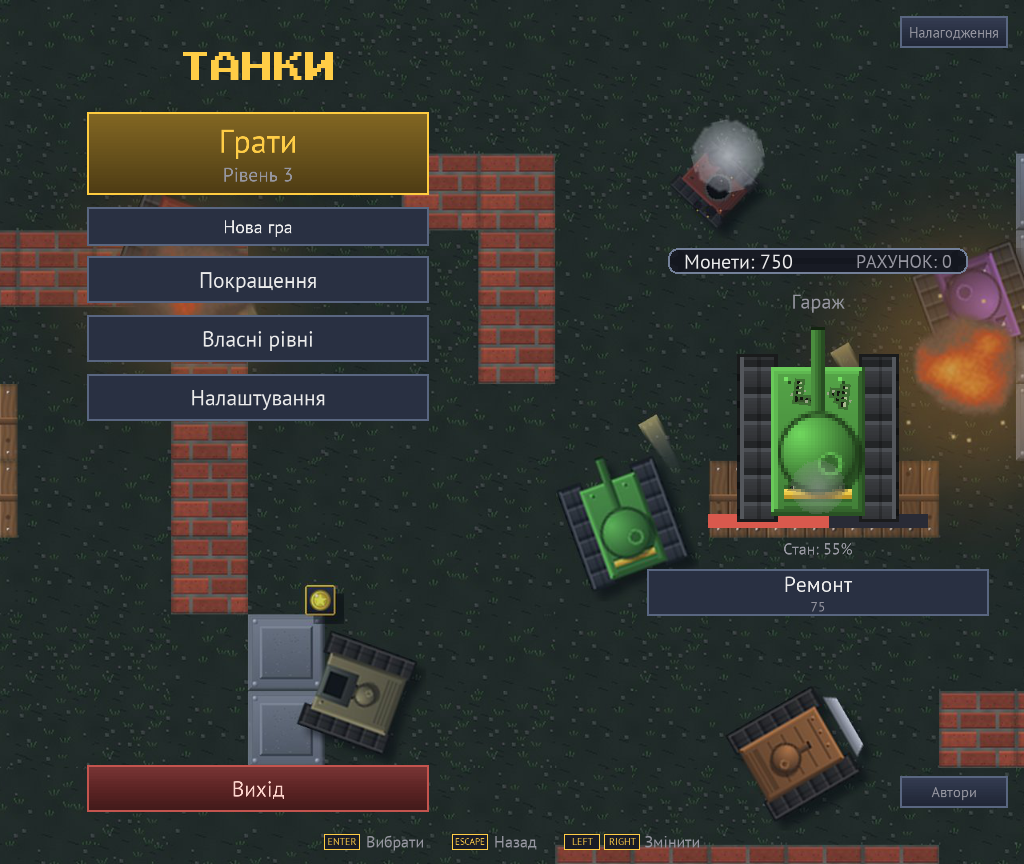 Налагодження
ТАНКИ
Грати
Рівень 3
Нова гра
Покращення
Власні рівні
Налаштування
Монети: 750 РАХУНОК: 0
Гараж
Стан: 55%
Ремонт
75
Вихід
Автори
ENTER Вибрати ESCAPE Назад LEFT RIGHT Змінити